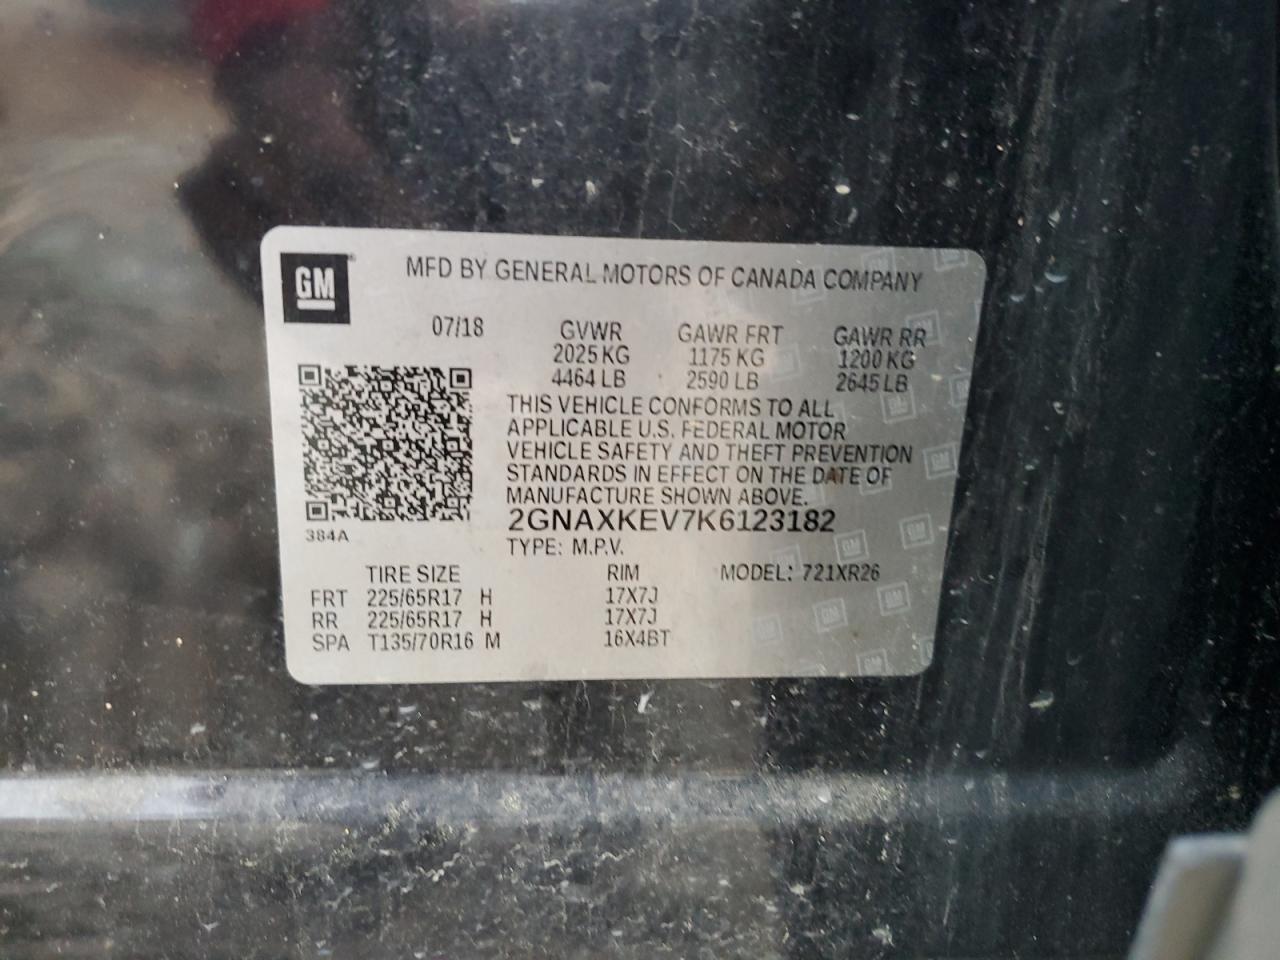 GM
MFD BY GENERAL MOTORS OF CANADA COMPANY
07/18 GVWR GAWR FRT GAWR RR
2025 KG 1175 KG 1200 KG
4464 LB 2590 LB 2645 LB
THIS VEHICLE CONFORMS TO ALL
APPLICABLE U.S. FEDERAL MOTOR
VEHICLE SAFETY AND THEFT PREVENTION
STANDARDS IN EFFECT ON THE DATE OF
MANUFACTURE SHOWN ABOVE.
2GNAXKEV7K6123182
384A
TYPE: M.P.V.
TIRE SIZE RIM MODEL: 721XR26
FRT 225/65R17 H 17X7J
RR 225/65R17 H 17X7J
SPA T135/70R16 M 16X4BT